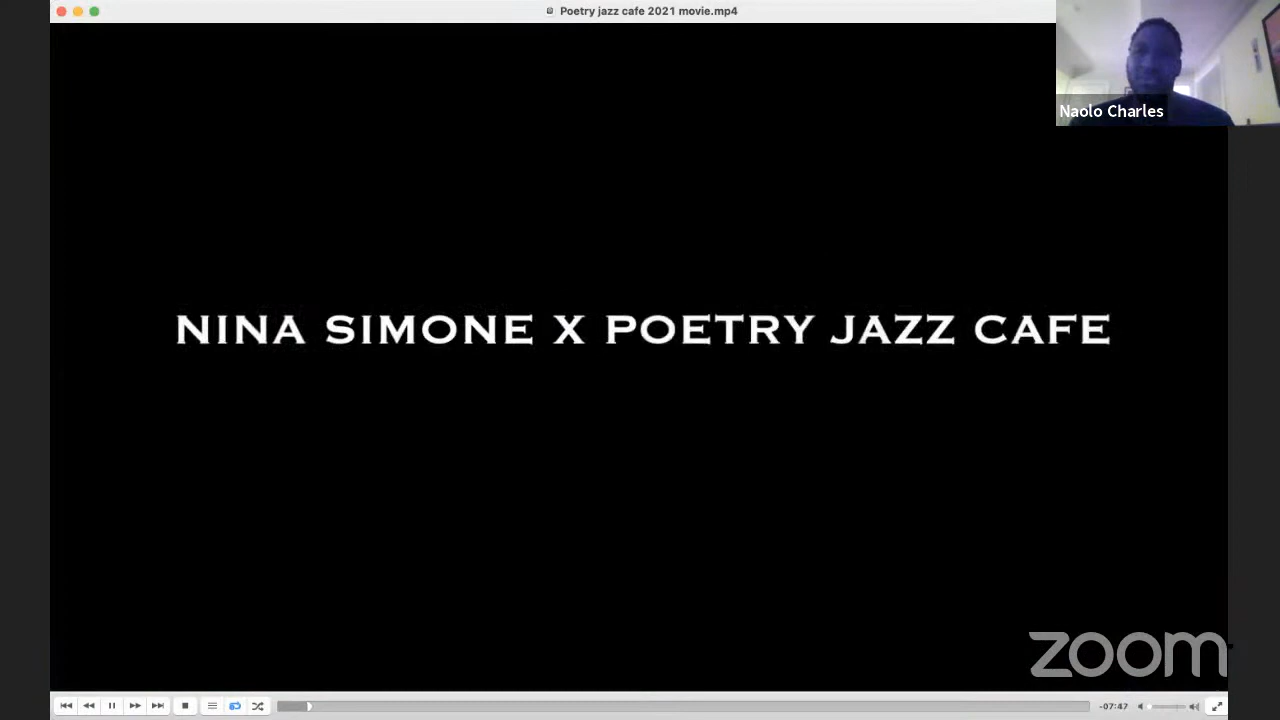 Poetry jazz cafe 2021 movie.mp4
Naolo Charles
NINA SIMONE X POETRY JAZZ CAFE
zoom
-07:47